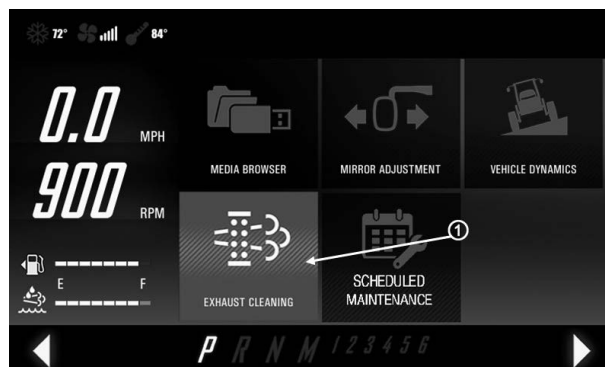 72° 84°
0.0 MPH
900 RPM
E F
MEDIA BROWSER MIRROR ADJUSTMENT VEHICLE DYNAMICS
1
EXHAUST CLEANING SCHEDULED
MAINTENANCE
P R N M 1 2 3 4 5 6